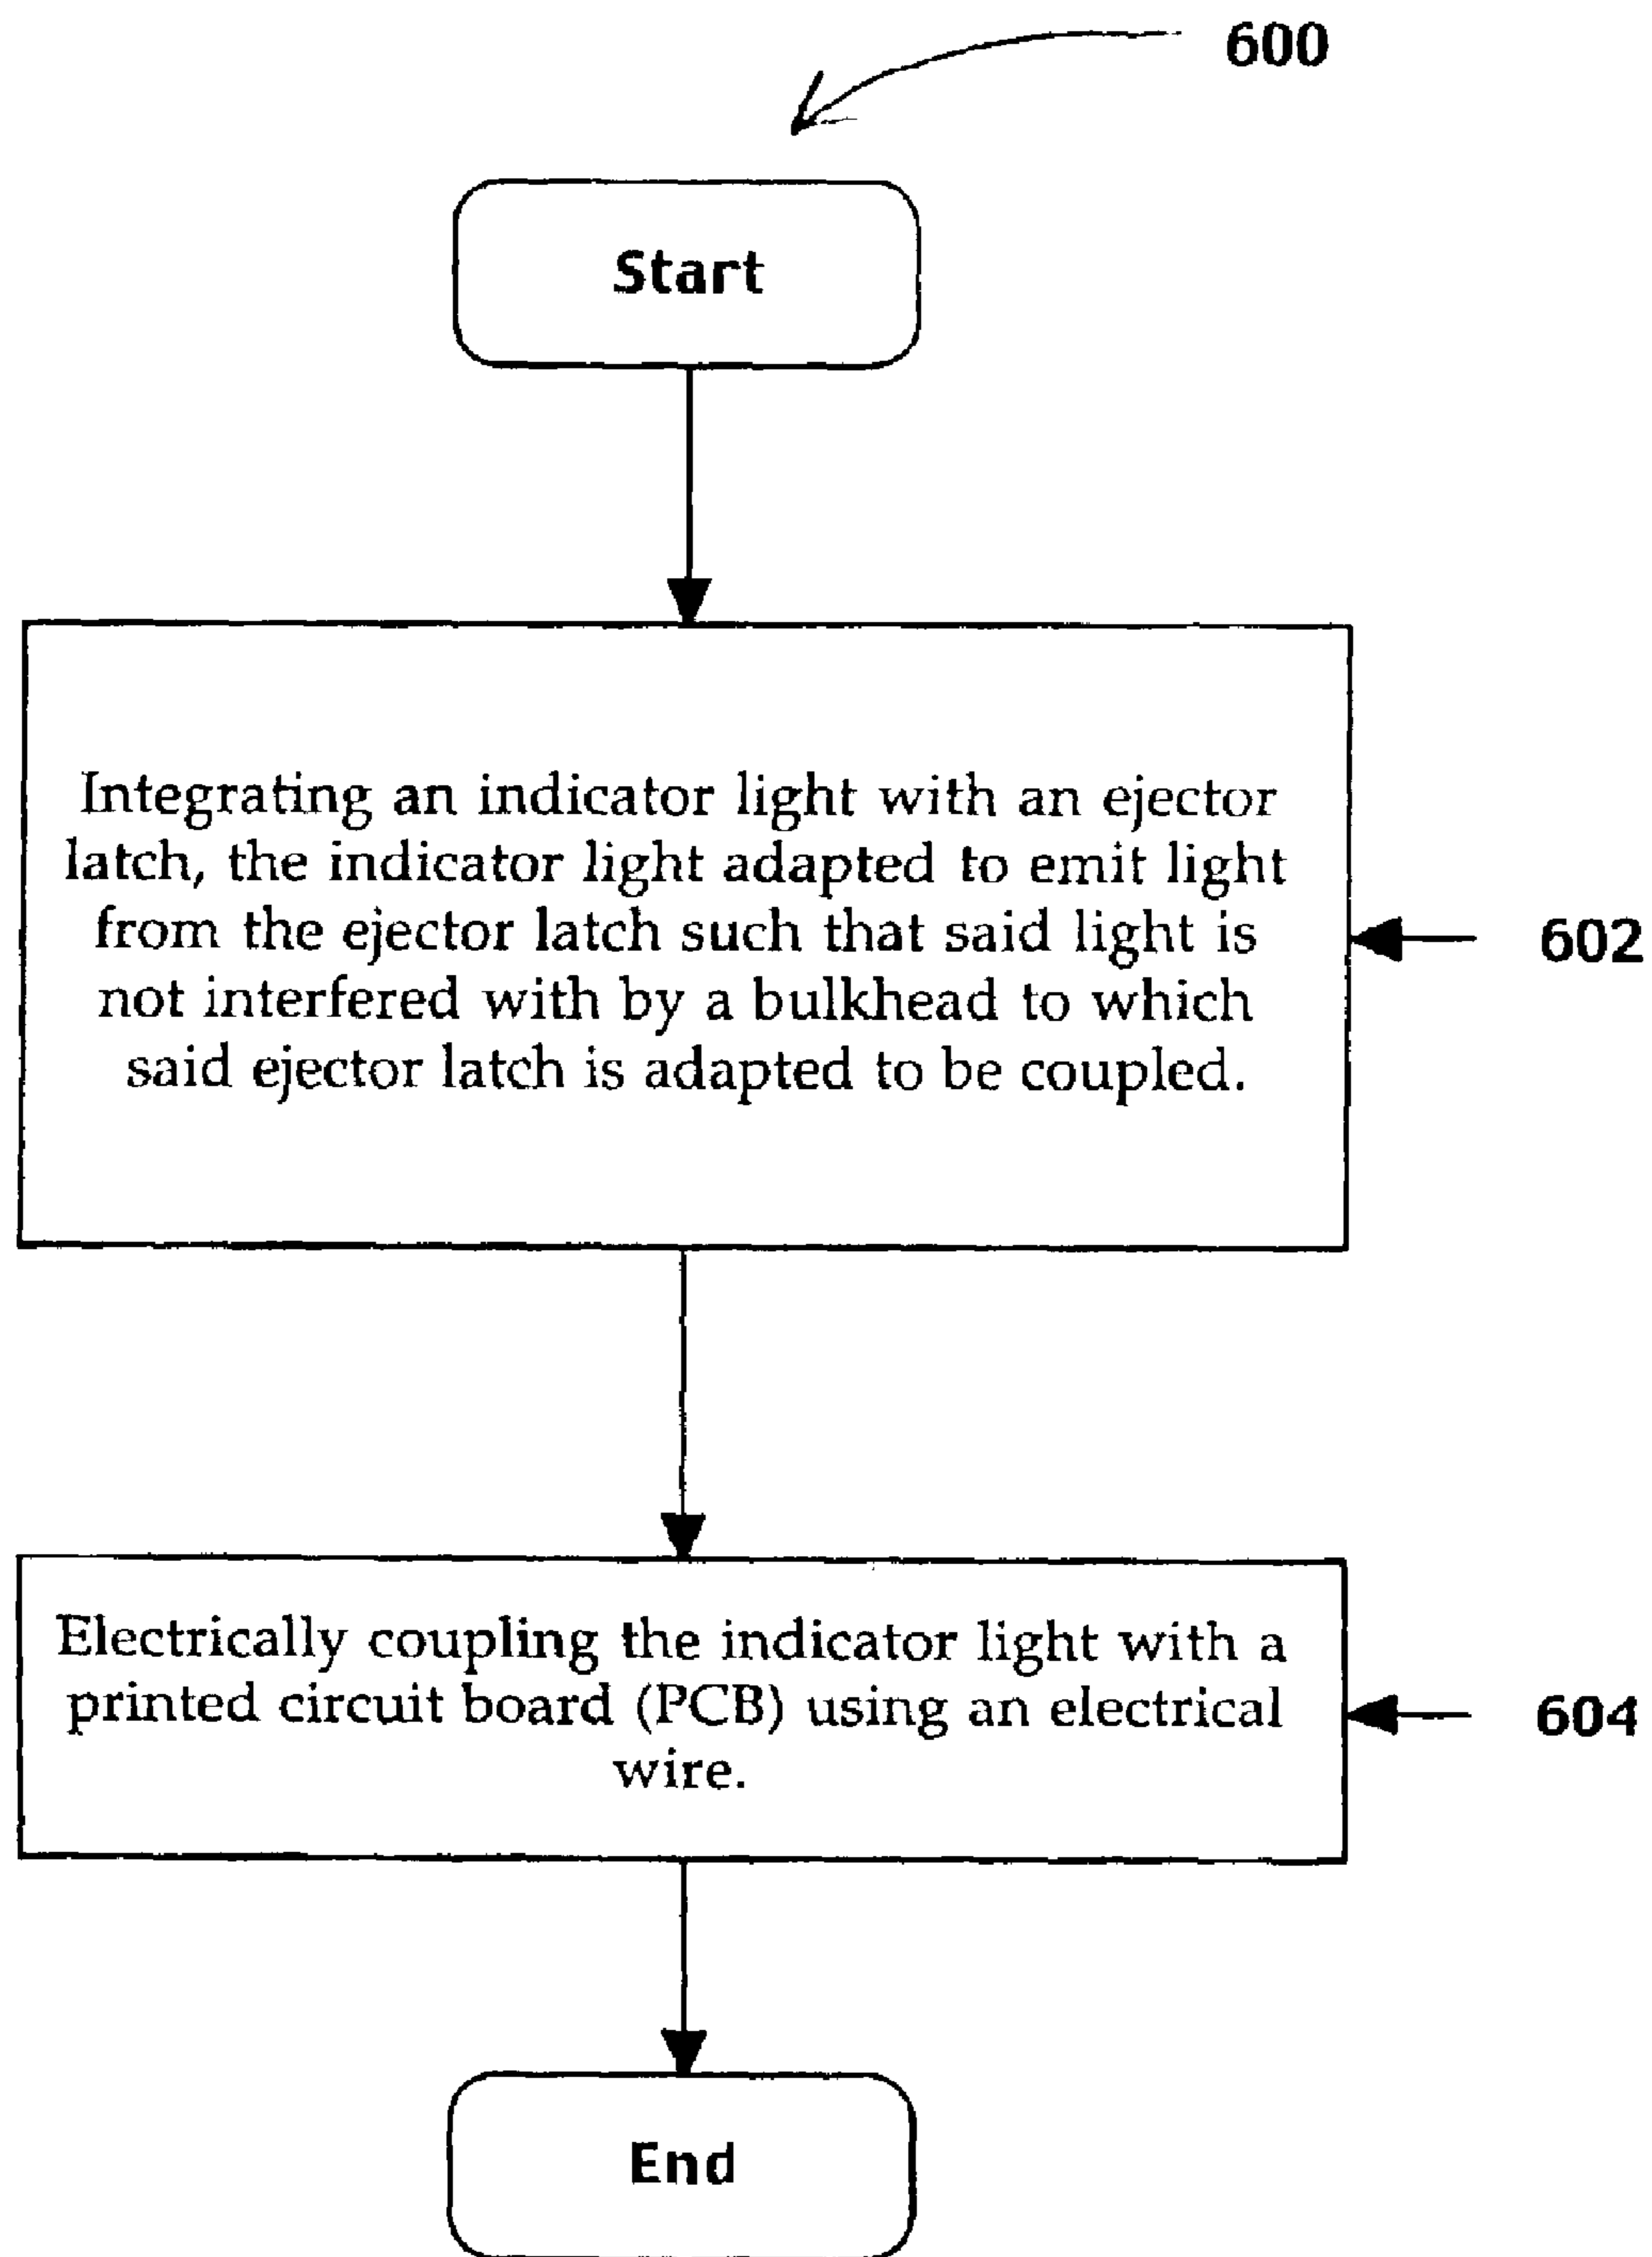 600
Start
Integrating an indicator light with an ejector
latch, the indicator light adapted to emit light
from the ejector latch such that said light is
not interfered with by a bulkhead to which
said ejector latch is adapted to be coupled.
602
Electrically coupling the indicator light with a
printed circuit board (PCB) using an electrical
wire.
604
End